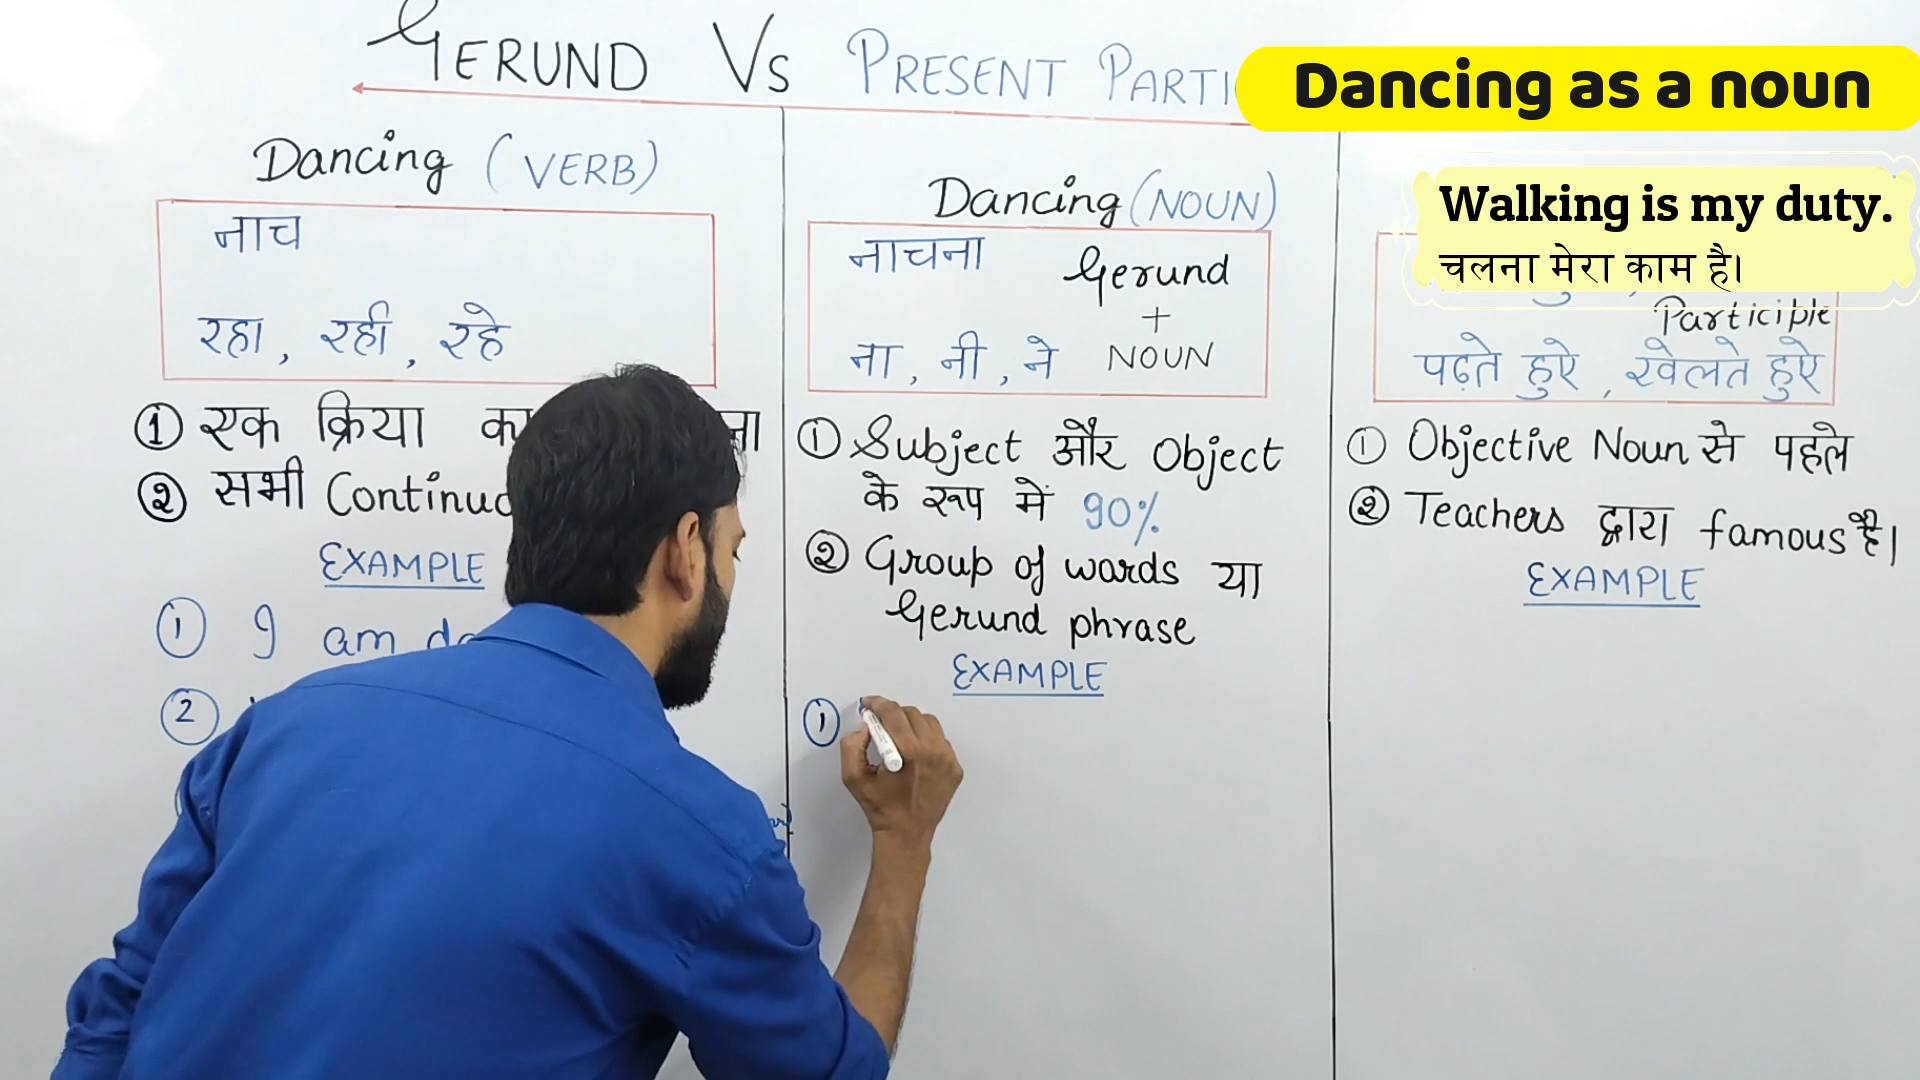 GERUND Vs PRESENT
Dancing as a noun
Walking is my duty.
चलना मेरा काम है।
Dancing (VERB)
नाच
रहा, रही, रहे
① एक क्रिया
② सभी
EXAMPLE
① I am
②
Dancing (NOUN)
नाचना Gerund
+
ना, नी, ने NOUN
① Subject और Object
के रूप में 90%
② Group of words या
Gerund phrase
EXAMPLE
①
Participle
पढ़ते हुऐ, खेलते हुऐ
① Objective Noun से पहले
② Teachers द्वारा famous है।
EXAMPLE